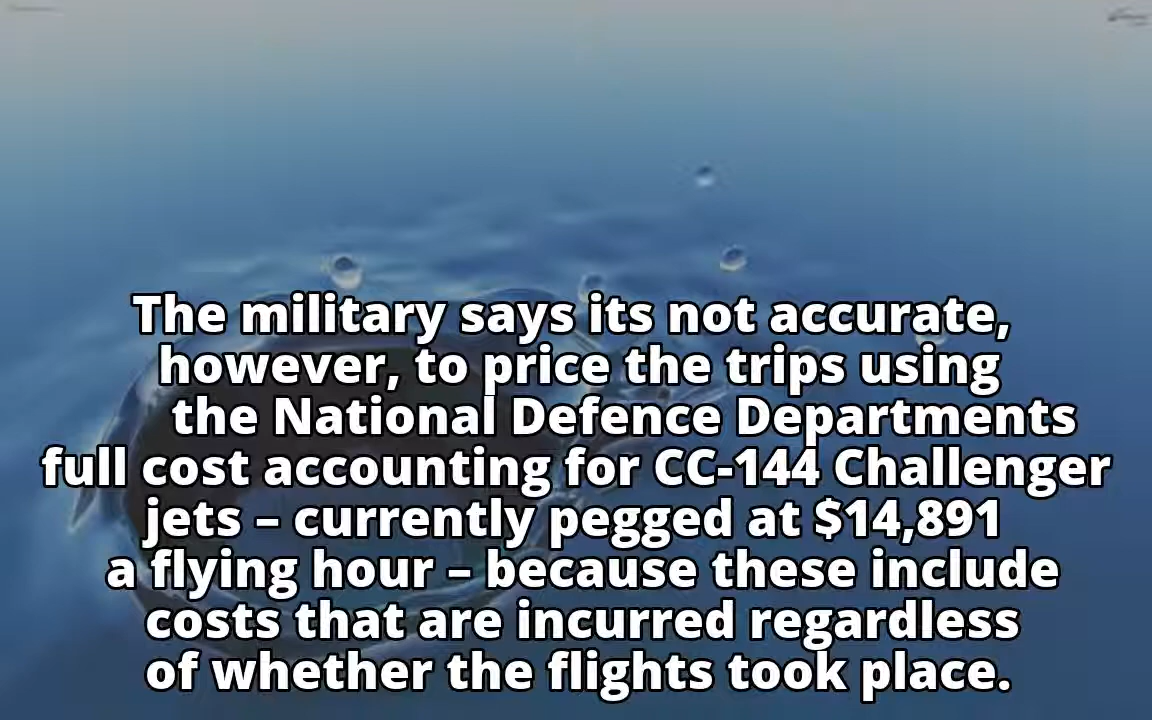 The military says its not accurate,
however, to price the trips using
the National Defence Departments
full cost accounting for CC-144 Challenger
jets – currently pegged at $14,891
a flying hour – because these include
costs that are incurred regardless
of whether the flights took place.